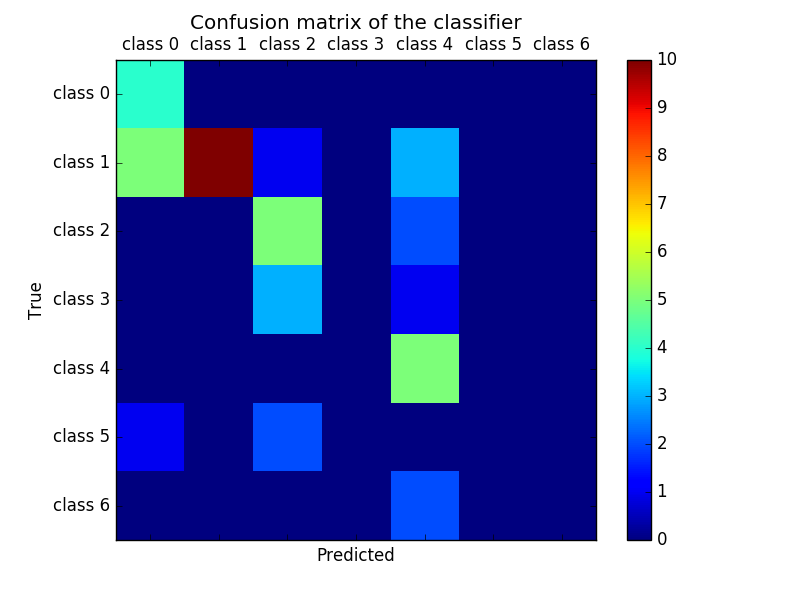 Confusion matrix of the classifier
class 0 class 1 class 2 class 3 class 4 class 5 class 6
class 0
class 1
class 2
class 3
class 4
class 5
class 6
True
Predicted
10
9
8
7
6
5
4
3
2
1
0